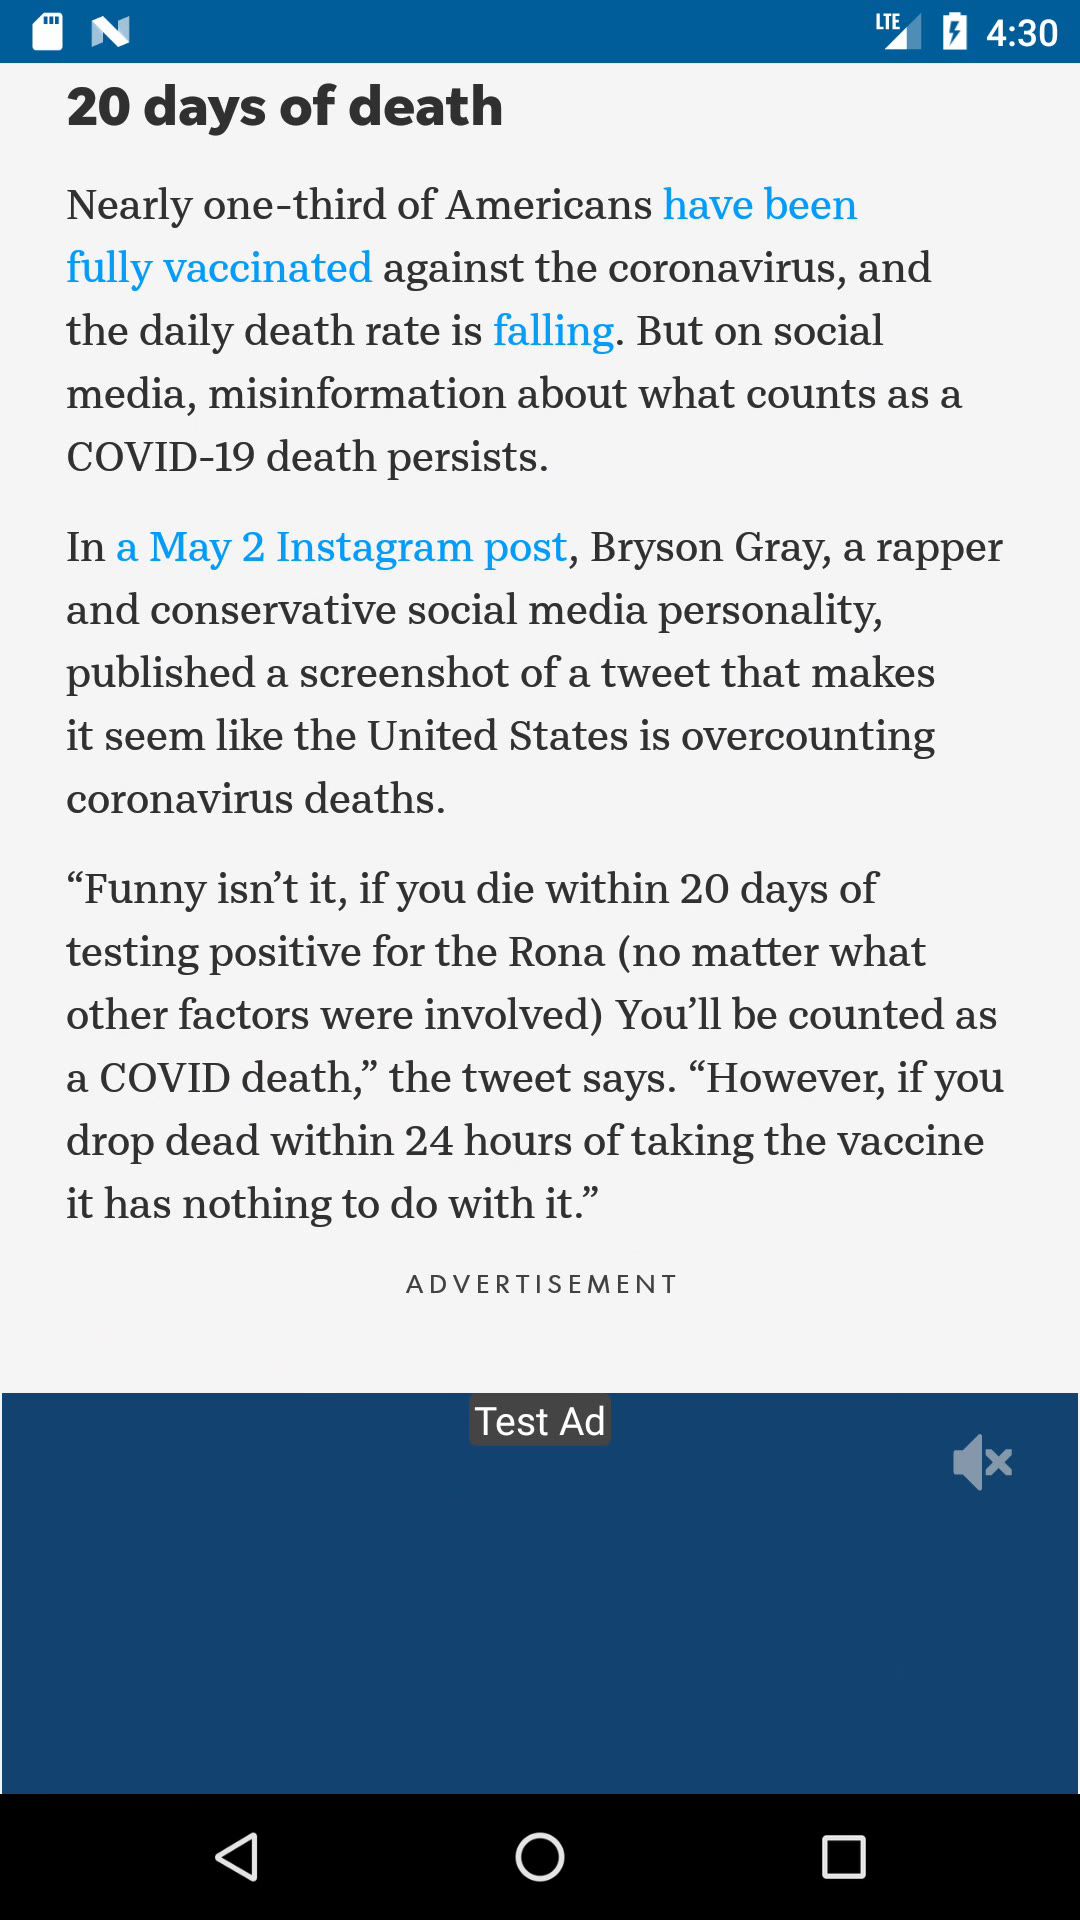 LTE 4:30
20 days of death
Nearly one-third of Americans have been
fully vaccinated against the coronavirus, and
the daily death rate is falling. But on social
media, misinformation about what counts as a
COVID-19 death persists.
In a May 2 Instagram post, Bryson Gray, a rapper
and conservative social media personality,
published a screenshot of a tweet that makes
it seem like the United States is overcounting
coronavirus deaths.
“Funny isn’t it, if you die within 20 days of
testing positive for the Rona (no matter what
other factors were involved) You’ll be counted as
a COVID death,” the tweet says. “However, if you
drop dead within 24 hours of taking the vaccine
it has nothing to do with it.”
ADVERTISEMENT
Test Ad